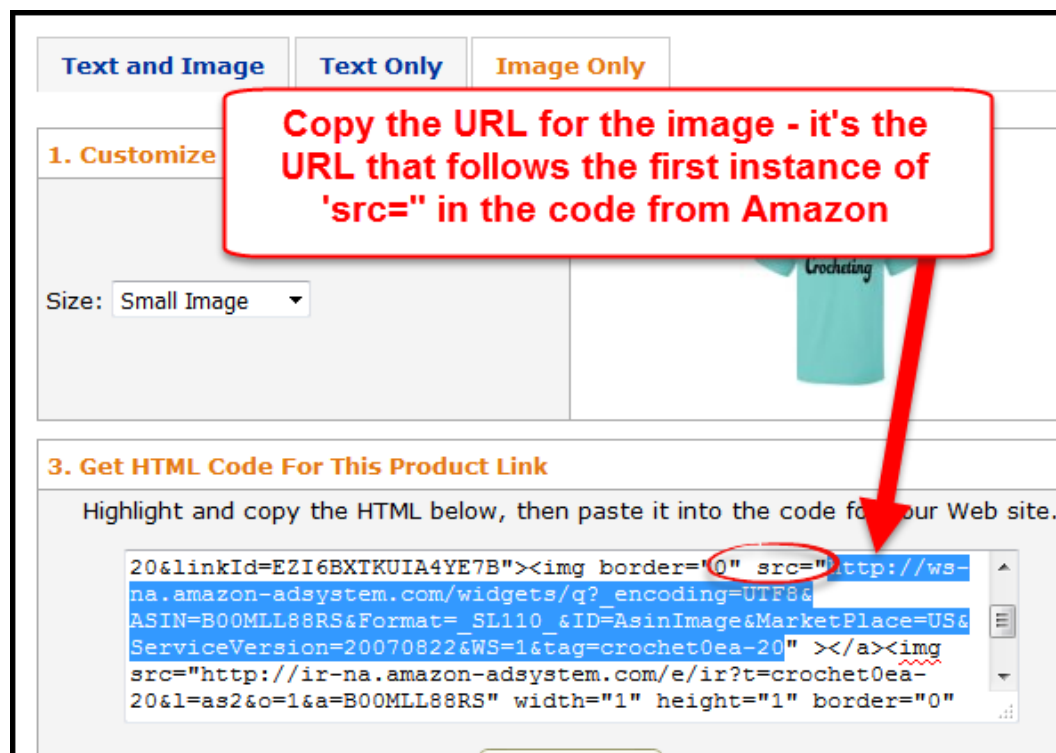 Text and Image Text Only Image Only
Copy the URL for the image - it's the
URL that follows the first instance of
'src=" in the code from Amazon
1. Customize
Crocheting
Size: Small Image
3. Get HTML Code For This Product Link
Highlight and copy the HTML below, then paste it into the code your Web site.
20&linkId=EZI6BXTKUIA4YE7B"><img border="0" src="http://ws-
na.amazon-adsystem.com/widgets/q?_encoding=UTF8&
ASIN=B00MLL88RS&Format=_SL110_&ID=AsinImage&MarketPlace=US&
ServiceVersion=20070822&WS=1&tag=crochet0ea-20" ></a><img
src="http://ir-na.amazon-adsystem.com/e/ir?t=crochet0ea-
20&l=as2&o=1&a=B00MLL88RS" width="1" height="1" border="0"